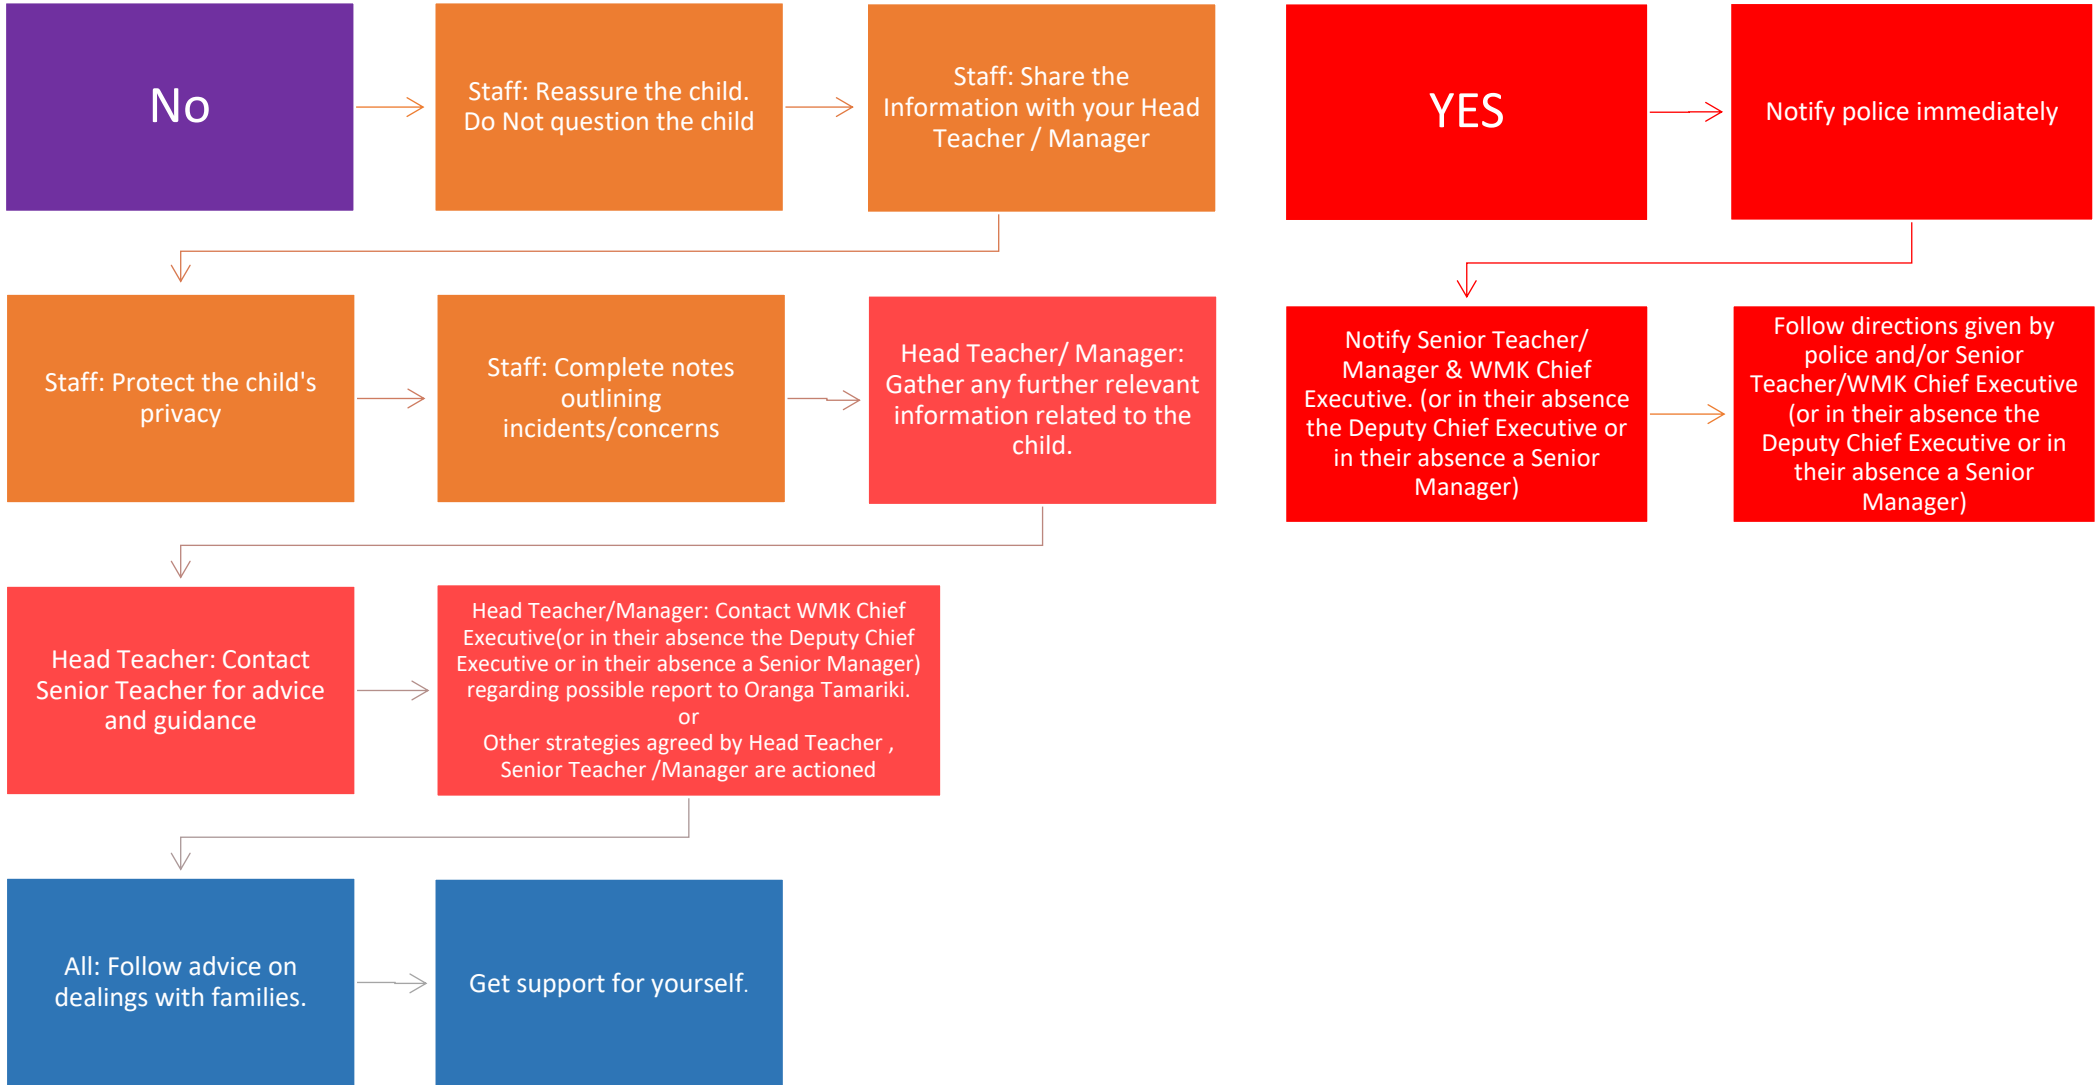 No
Staff: Reassure the child.
Do Not question the child
Staff: Share the
Information with your Head
Teacher / Manager
Staff: Protect the child's
privacy
Staff: Complete notes
outlining
incidents/concerns
Head Teacher/ Manager:
Gather any further relevant
information related to the
child.
Head Teacher: Contact
Senior Teacher for advice
and guidance
Head Teacher/Manager: Contact WMK Chief
Executive(or in their absence the Deputy Chief
Executive or in their absence a Senior Manager)
regarding possible report to Oranga Tamariki.
or
Other strategies agreed by Head Teacher ,
Senior Teacher /Manager are actioned
All: Follow advice on
dealings with families.
Get support for yourself.
YES
Notify police immediately
Notify Senior Teacher/
Manager & WMK Chief
Executive. (or in their absence
the Deputy Chief Executive or
in their absence a Senior
Manager)
Follow directions given by
police and/or Senior
Teacher/WMK Chief Executive
(or in their absence the
Deputy Chief Executive or in
their absence a Senior
Manager)